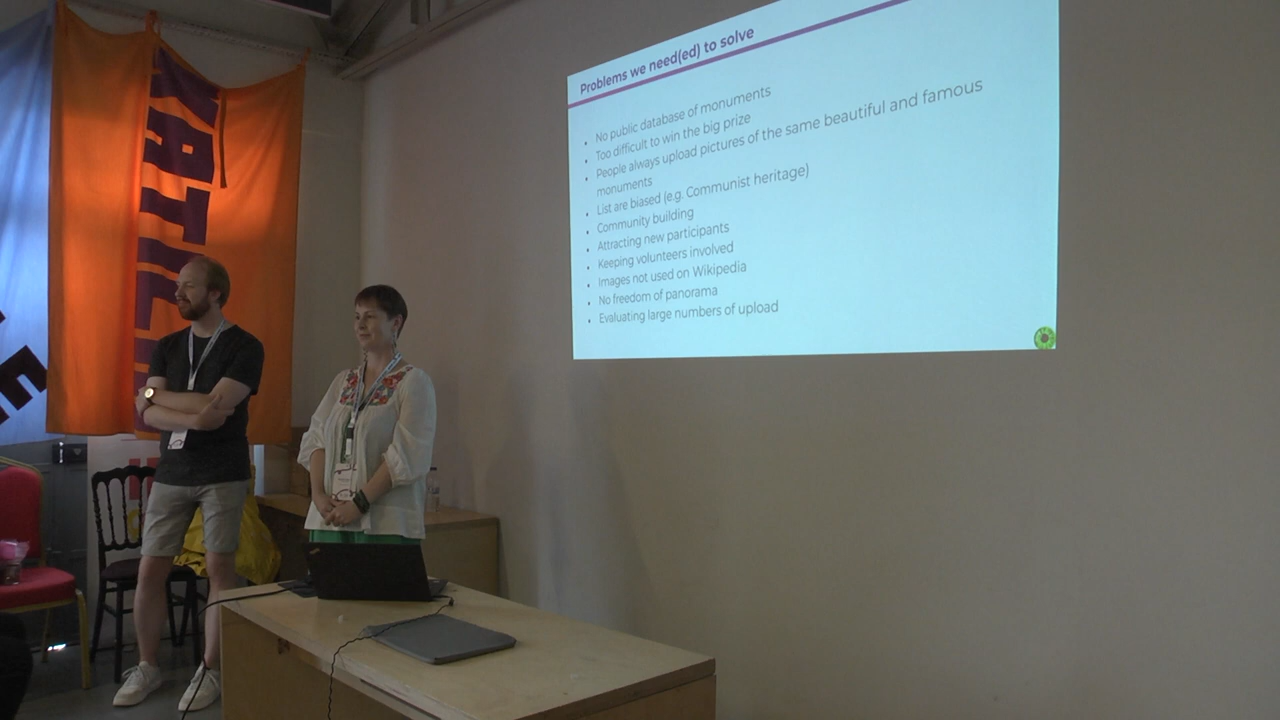 Problems we need(ed) to solve
No public database of monuments
Too difficult to win the big prize
People always upload pictures of the same beautiful and famous
monuments
List are biased (e.g. Communist heritage)
Community building
Attracting new participants
Keeping volunteers involved
Images not used on Wikipedia
No freedom of panorama
Evaluating large numbers of upload